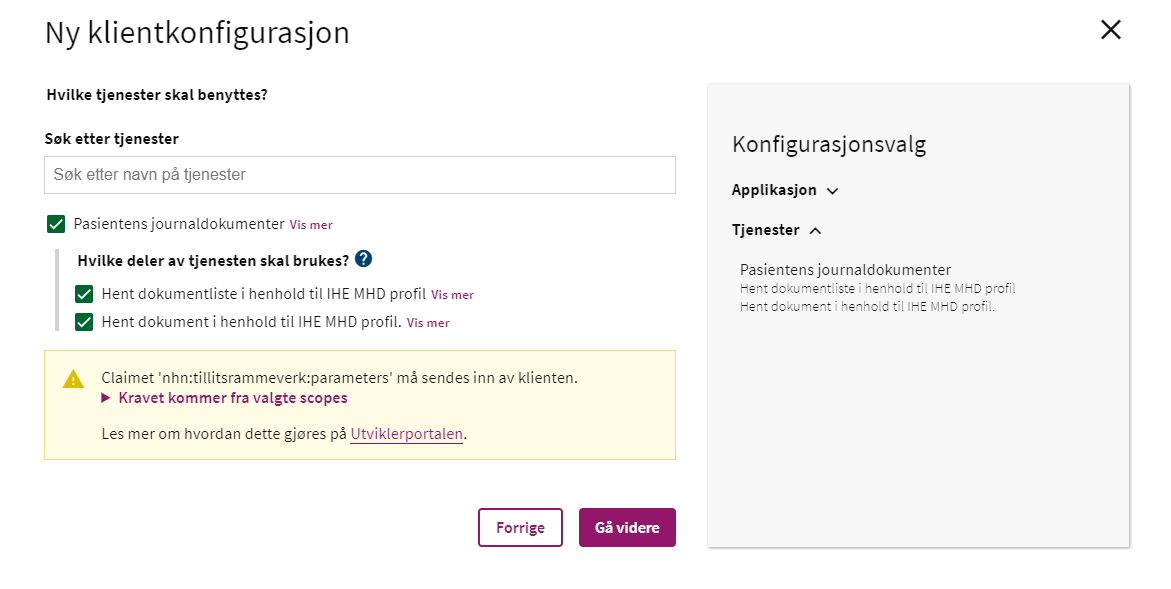 Ny klientkonfigurasjon
Hvilke tjenester skal benyttes?
Søk etter tjenester
Søk etter navn på tjenester
Pasientens journaldokumenter Vis mer
Hvilke deler av tjenesten skal brukes? ?
Hent dokumentliste i henhold til IHE MHD profil Vis mer
Hent dokument i henhold til IHE MHD profil. Vis mer
Claimet 'nhn:tillitsrammeverk:parameters' må sendes inn av klienten.
Kravet kommer fra valgte scopes
Les mer om hvordan dette gjøres på Utviklerportalen.
Forrige
Gå videre
Konfigurasjonsvalg
Applikasjon
Tjenester
Pasientens journaldokumenter
Hent dokumentliste i henhold til IHE MHD profil
Hent dokument i henhold til IHE MHD profil.